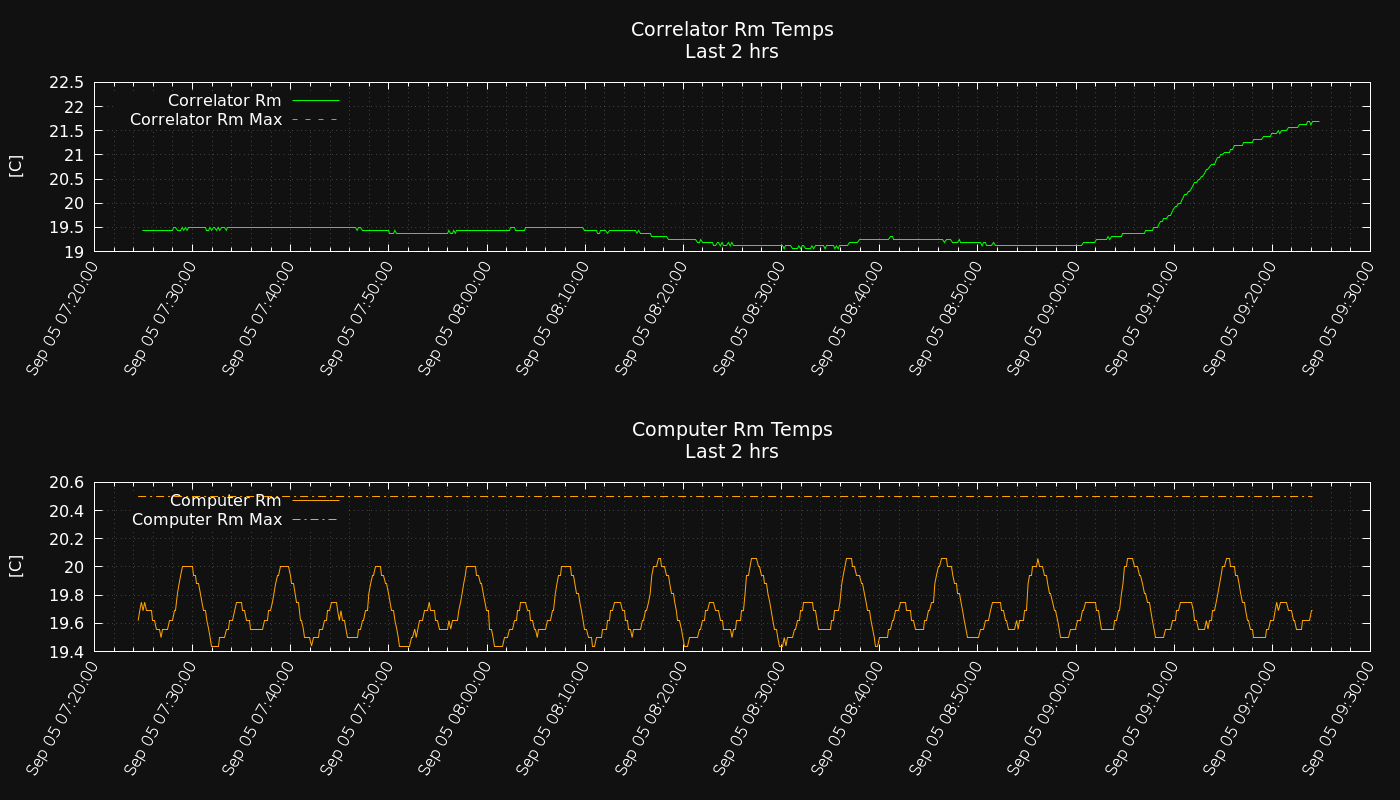 Correlator Rm Temps
Last 2 hrs
22.5
22
21.5
21
20.5
20
19.5
19
[C]
Correlator Rm
Correlator Rm Max
Sep 05 07:20:00
Sep 05 07:30:00
Sep 05 07:40:00
Sep 05 07:50:00
Sep 05 08:00:00
Sep 05 08:10:00
Sep 05 08:20:00
Sep 05 08:30:00
Sep 05 08:40:00
Sep 05 08:50:00
Sep 05 09:00:00
Sep 05 09:10:00
Sep 05 09:20:00
Sep 05 09:30:00
Computer Rm Temps
Last 2 hrs
20.6
20.4
20.2
20
19.8
19.6
19.4
[C]
Computer Rm
Computer Rm Max
Sep 05 07:20:00
Sep 05 07:30:00
Sep 05 07:40:00
Sep 05 07:50:00
Sep 05 08:00:00
Sep 05 08:10:00
Sep 05 08:20:00
Sep 05 08:30:00
Sep 05 08:40:00
Sep 05 08:50:00
Sep 05 09:00:00
Sep 05 09:10:00
Sep 05 09:20:00
Sep 05 09:30:00